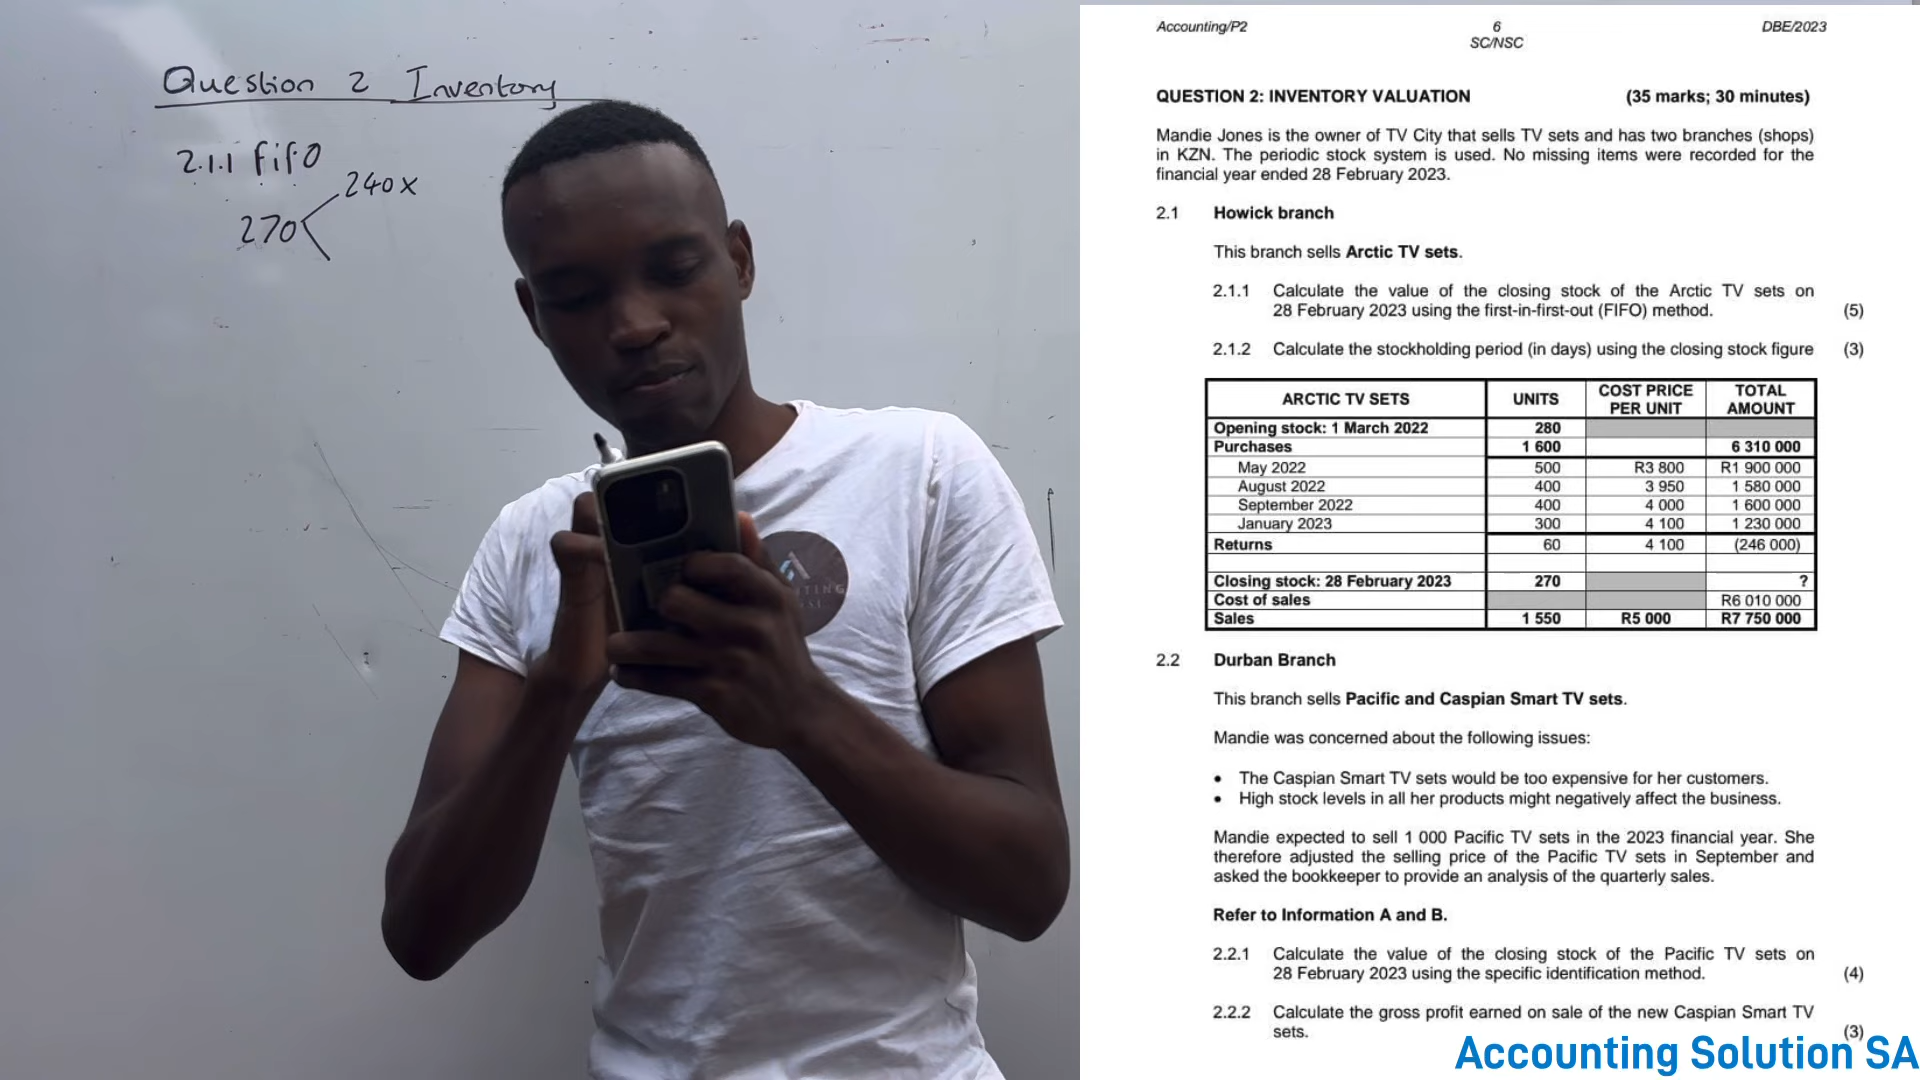 Question 2 Inventory
2.1.1 fifo
240x
270
Accounting/P2 6 DBE/2023
SC/NSC
QUESTION 2: INVENTORY VALUATION (35 marks; 30 minutes)
Mandie Jones is the owner of TV City that sells TV sets and has two branches (shops)
in KZN. The periodic stock system is used. No missing items were recorded for the
financial year ended 28 February 2023.
2.1 Howick branch
This branch sells Arctic TV sets.
2.1.1 Calculate the value of the closing stock of the Arctic TV sets on
28 February 2023 using the first-in-first-out (FIFO) method. (5)
2.1.2 Calculate the stockholding period (in days) using the closing stock figure (3)
ARCTIC TV SETS UNITS COST PRICE PER UNIT TOTAL AMOUNT
Opening stock: 1 March 2022 280
Purchases 1 600 6 310 000
May 2022 500 R3 800 R1 900 000
August 2022 400 3 950 1 580 000
September 2022 400 4 000 1 600 000
January 2023 300 4 100 1 230 000
Returns 60 4 100 (246 000)
Closing stock: 28 February 2023 270 ?
Cost of sales R6 010 000
Sales 1 550 R5 000 R7 750 000
2.2 Durban Branch
This branch sells Pacific and Caspian Smart TV sets.
Mandie was concerned about the following issues:
• The Caspian Smart TV sets would be too expensive for her customers.
• High stock levels in all her products might negatively affect the business.
Mandie expected to sell 1 000 Pacific TV sets in the 2023 financial year. She
therefore adjusted the selling price of the Pacific TV sets in September and
asked the bookkeeper to provide an analysis of the quarterly sales.
Refer to Information A and B.
2.2.1 Calculate the value of the closing stock of the Pacific TV sets on
28 February 2023 using the specific identification method. (4)
2.2.2 Calculate the gross profit earned on sale of the new Caspian Smart TV
sets. (3)
Accounting Solution SA